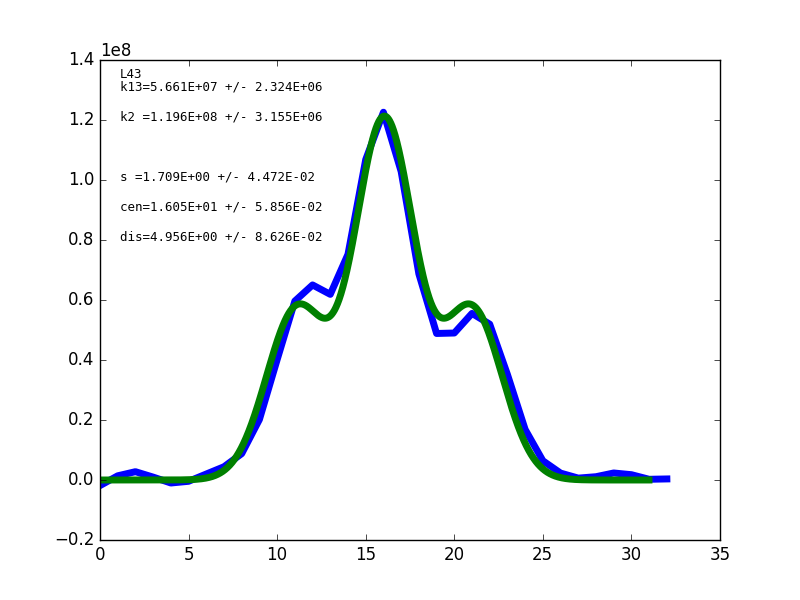 1e8
1.4
1.2
1.0
0.8
0.6
0.4
0.2
0.0
−0.2
L43
k13=5.661E+07 +/- 2.324E+06
k2 =1.196E+08 +/- 3.155E+06
s =1.709E+00 +/- 4.472E-02
cen=1.605E+01 +/- 5.856E-02
dis=4.956E+00 +/- 8.626E-02
0 5 10 15 20 25 30 35